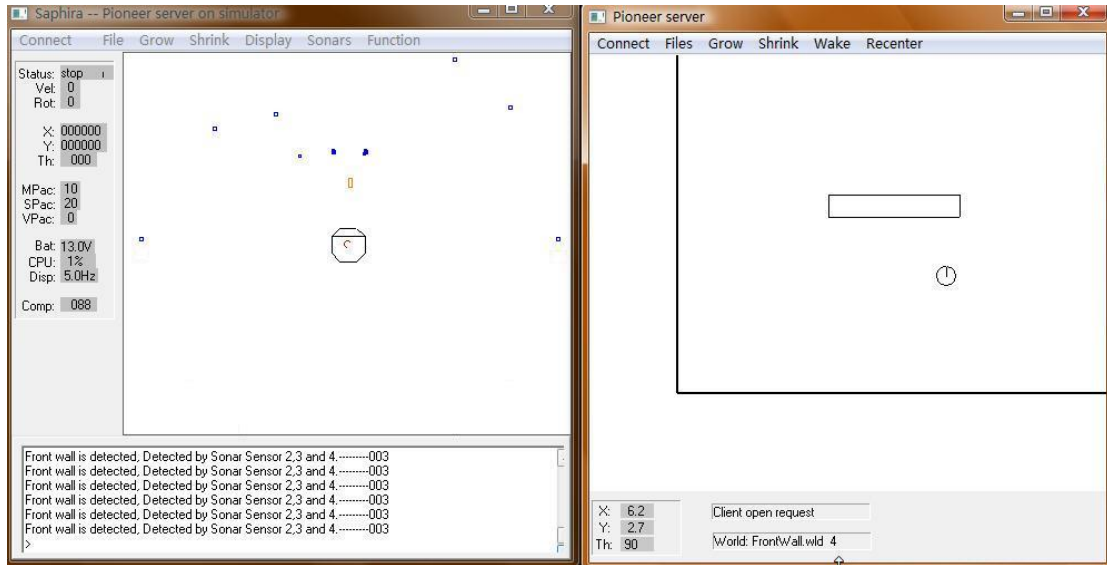 Saphira -- Pioneer server on simulator
Connect File Grow Shrink Display Sonars Function
Status: stop
Vel: 0
Rot: 0
X: 000000
Y: 000000
Th: 000
MPac: 10
SPac: 20
VPac: 0
Bat: 13.0V
CPU: 1%
Disp: 5.0Hz
Comp: 088
Front wall is detected, Detected by Sonar Sensor 2,3 and 4.---------003
Front wall is detected, Detected by Sonar Sensor 2,3 and 4.---------003
Front wall is detected, Detected by Sonar Sensor 2,3 and 4.---------003
Front wall is detected, Detected by Sonar Sensor 2,3 and 4.---------003
Front wall is detected, Detected by Sonar Sensor 2,3 and 4.---------003
Front wall is detected, Detected by Sonar Sensor 2,3 and 4.---------003
>
Pioneer server
Connect Files Grow Shrink Wake Recenter
X: 6.2
Y: 2.7
Th: 90
Client open request
World: FrontWall.wld 4